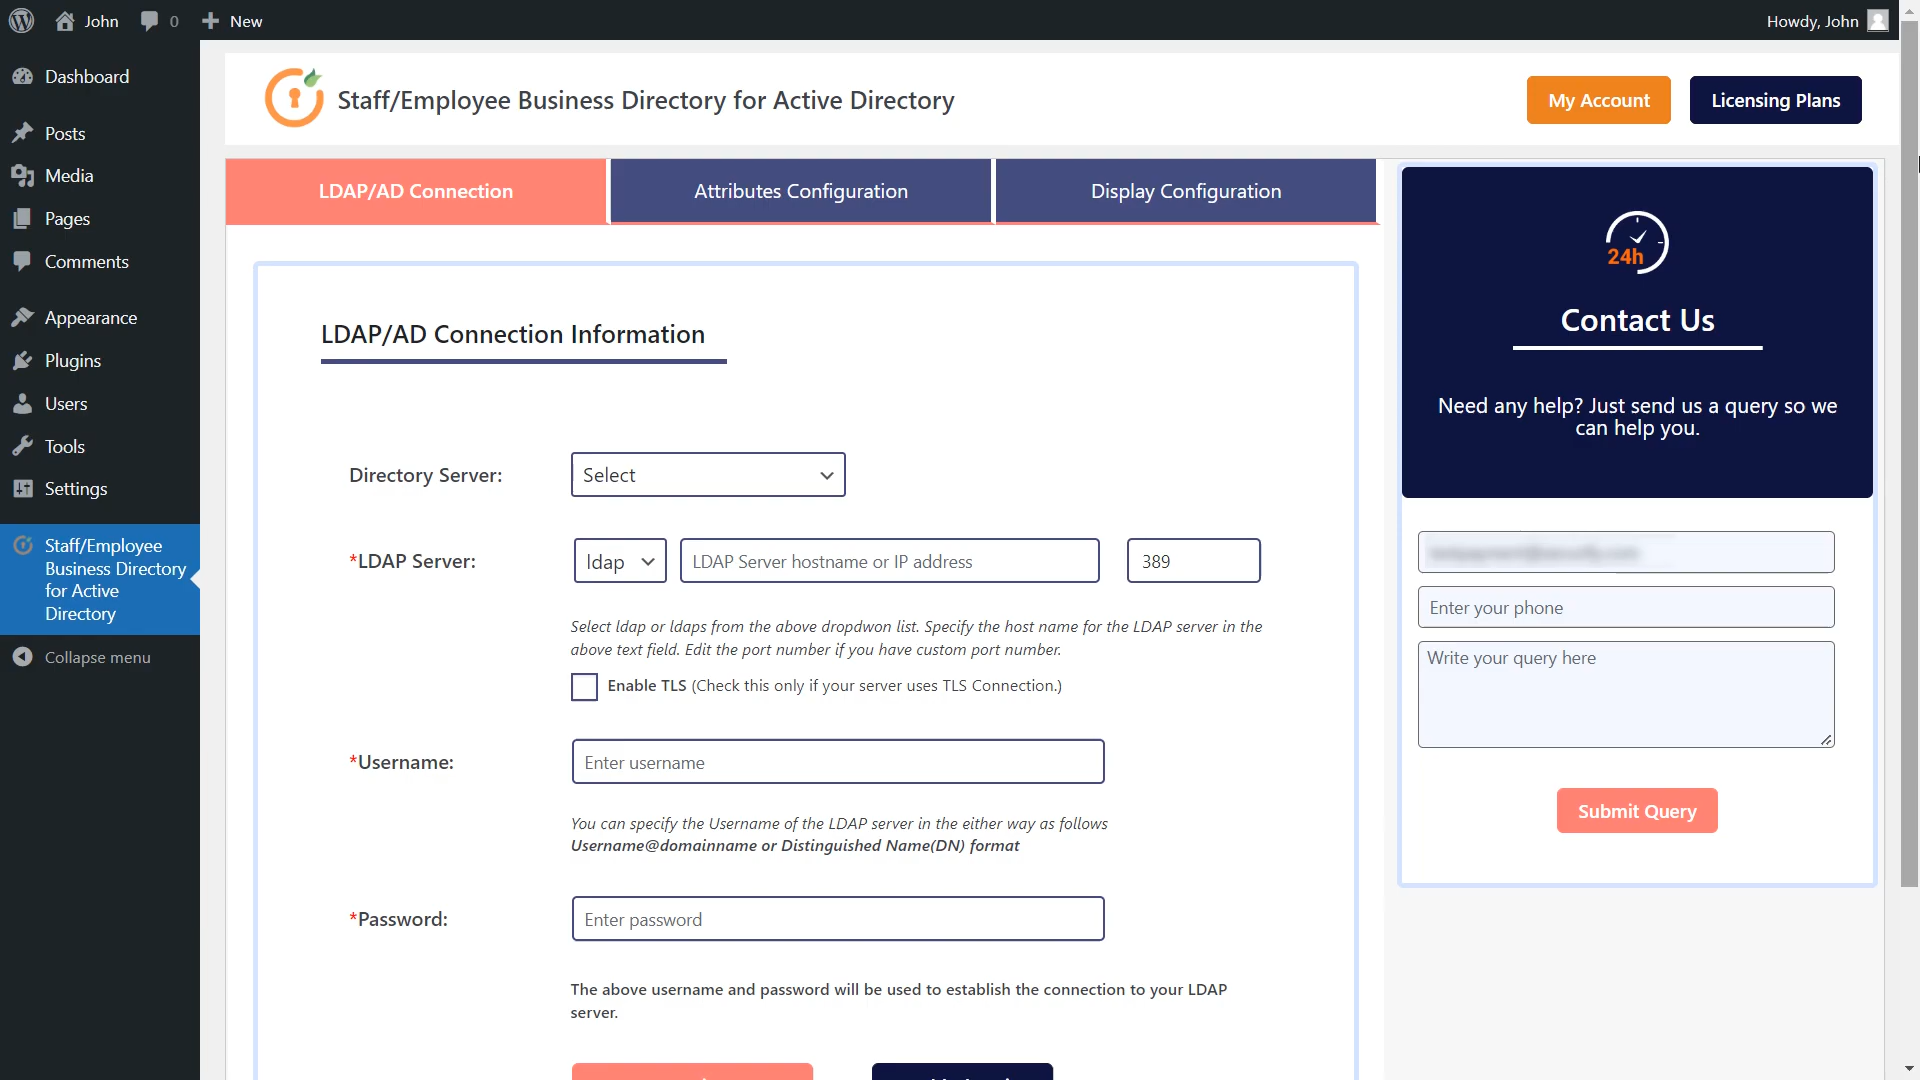 John
0
New
Howdy, John
Dashboard
Posts
Media
Pages
Comments
Appearance
Plugins
Users
Tools
Settings
Staff/Employee
Business Directory
for Active
Directory
Collapse menu
Staff/Employee Business Directory for Active Directory
My Account
Licensing Plans
LDAP/AD Connection
Attributes Configuration
Display Configuration
LDAP/AD Connection Information
Directory Server:
Select
*LDAP Server:
ldap
LDAP Server hostname or IP address
389
Select ldap or ldaps from the above dropdwon list. Specify the host name for the LDAP server in the
above text field. Edit the port number if you have custom port number.
Enable TLS (Check this only if your server uses TLS Connection.)
*Username:
Enter username
You can specify the Username of the LDAP server in the either way as follows
Username@domainname or Distinguished Name(DN) format
*Password:
Enter password
The above username and password will be used to establish the connection to your LDAP
server.
24h
Contact Us
Need any help? Just send us a query so we
can help you.
Enter your phone
Write your query here
Submit Query